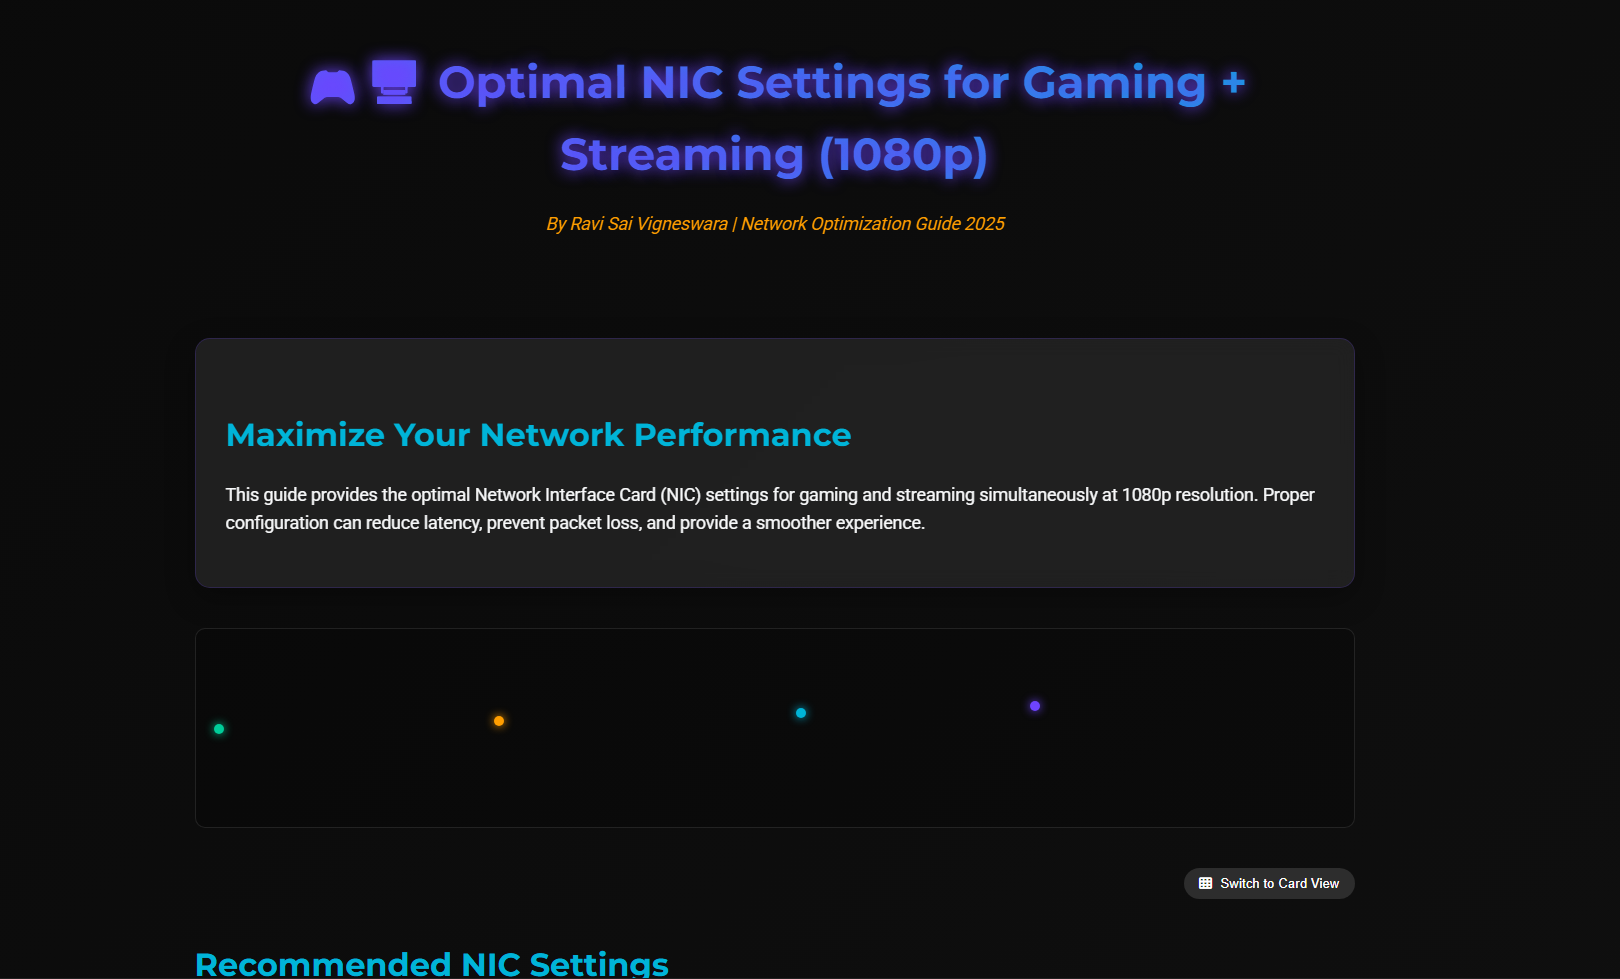 Optimal NIC Settings for Gaming +
Streaming (1080p)
By Ravi Sai Vigneswara | Network Optimization Guide 2025
Maximize Your Network Performance
This guide provides the optimal Network Interface Card (NIC) settings for gaming and streaming simultaneously at 1080p resolution. Proper
configuration can reduce latency, prevent packet loss, and provide a smoother experience.
Switch to Card View
Recommended NIC Settings